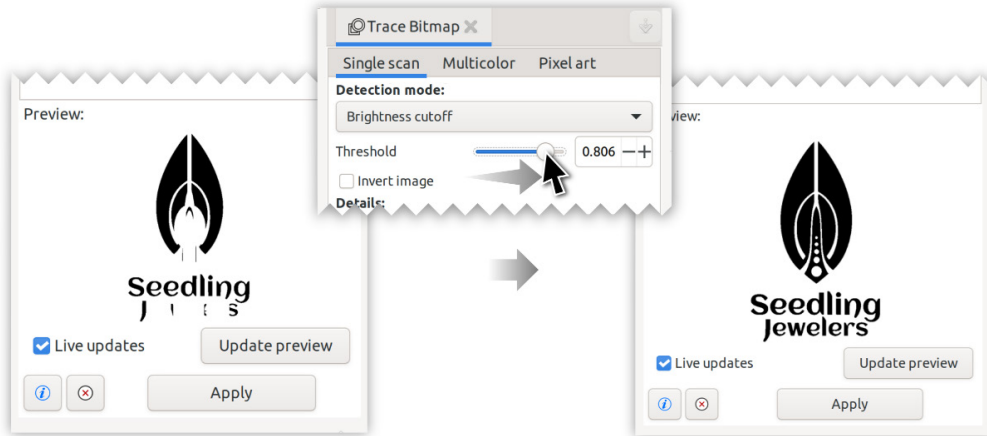 Trace Bitmap
Single scan Multicolor Pixel art
Detection mode:
Brightness cutoff
Threshold 0.806
Invert image
Details:
Preview:
Seedling
Live updates Update preview
Apply
view:
Seedling
Jewelers
Live updates Update preview
Apply